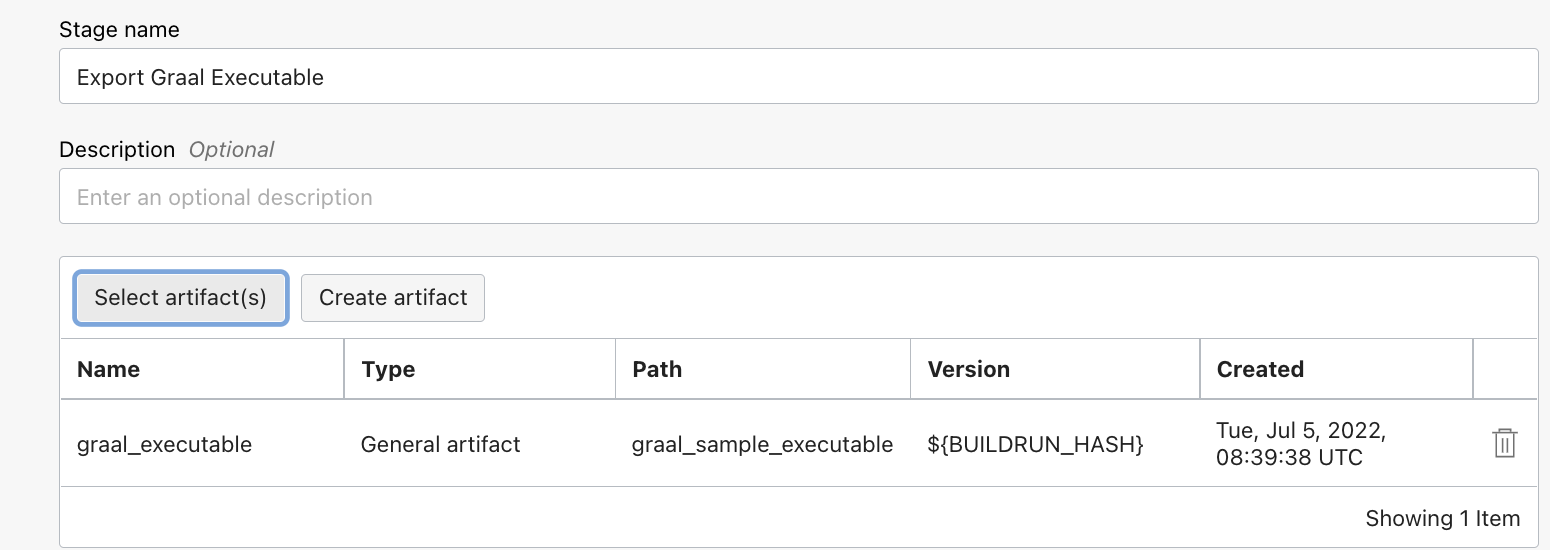 Stage name
Export Graal Executable
Description Optional
Enter an optional description
Select artifact(s) Create artifact
Name Type Path Version Created
graal_executable General artifact graal_sample_executable ${BUILDRUN_HASH} Tue, Jul 5, 2022,
08:39:38 UTC
Showing 1 Item